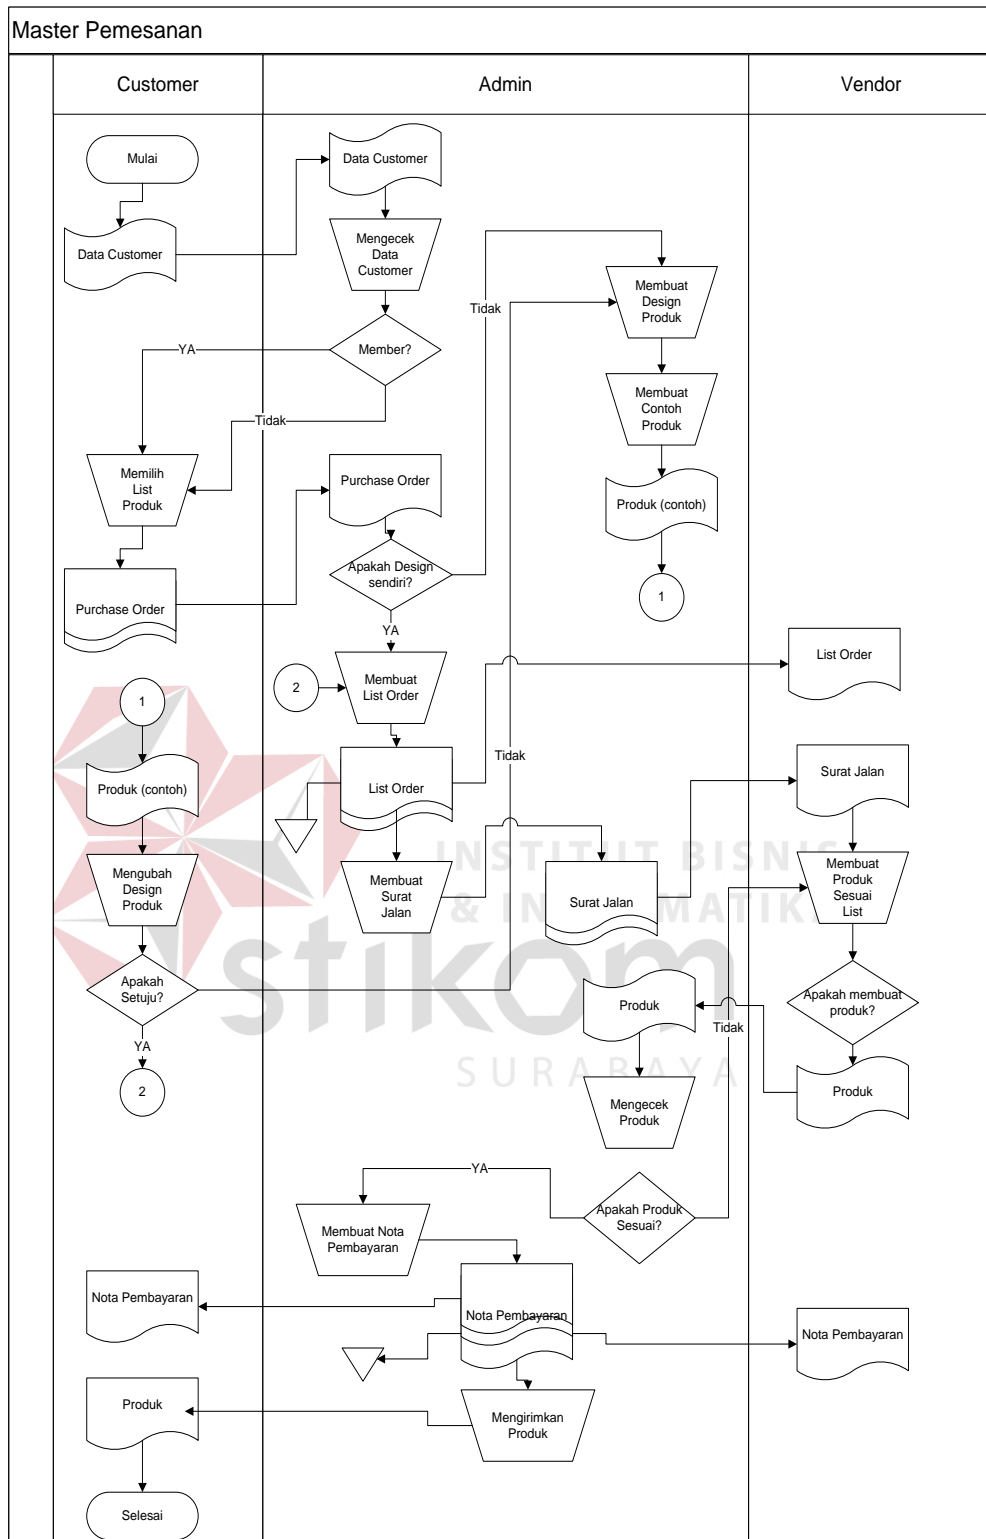 Master Pemesanan
Customer
Admin
Vendor
Mulai
Data Customer
Data Customer
Mengecek
Data
Customer
Member?
YA
Tidak
Tidak
Membuat
Design
Produk
Membuat
Contoh
Produk
Produk (contoh)
1
Memilih
List
Produk
Purchase Order
Purchase Order
Apakah Design
sendiri?
YA
2
Membuat
List Order
List Order
List Order
Tidak
1
Produk (contoh)
Mengubah
Design
Produk
Apakah
Setuju?
YA
2
Membuat
Surat
Jalan
Surat Jalan
Surat Jalan
Membuat
Produk
Sesuai
List
Apakah membuat
produk?
Tidak
Produk
Produk
Mengecek
Produk
Apakah Produk
Sesuai?
YA
Membuat Nota
Pembayaran
Nota Pembayaran
Nota Pembayaran
Nota Pembayaran
Mengirimkan
Produk
Produk
Selesai
INSTITUT BISNIS
& INFORMATIKA
stikom
SURABAYA